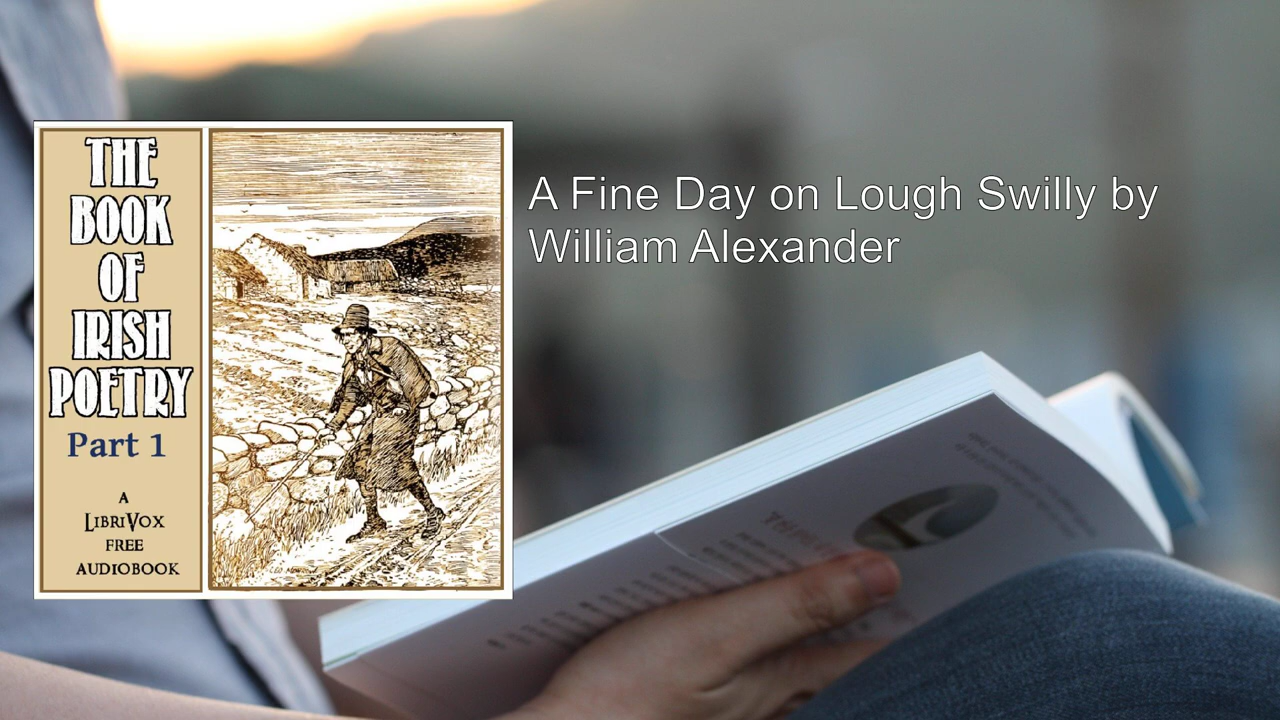 THE
BOOK
OF
IRISH
POETRY
Part 1
A
LIBRIVOX
FREE
AUDIOBOOK
A Fine Day on Lough Swilly by
William Alexander